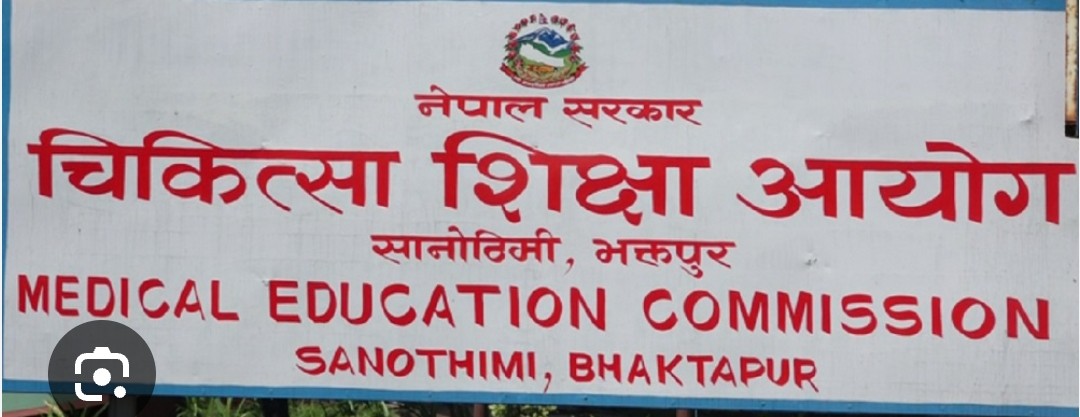 नेपाल सरकार
चिकित्सा शिक्षा आयोग
सानोठिमी, भक्तपुर
MEDICAL EDUCATION COMMISSION
SANOTHIMI, BHAKTAPUR